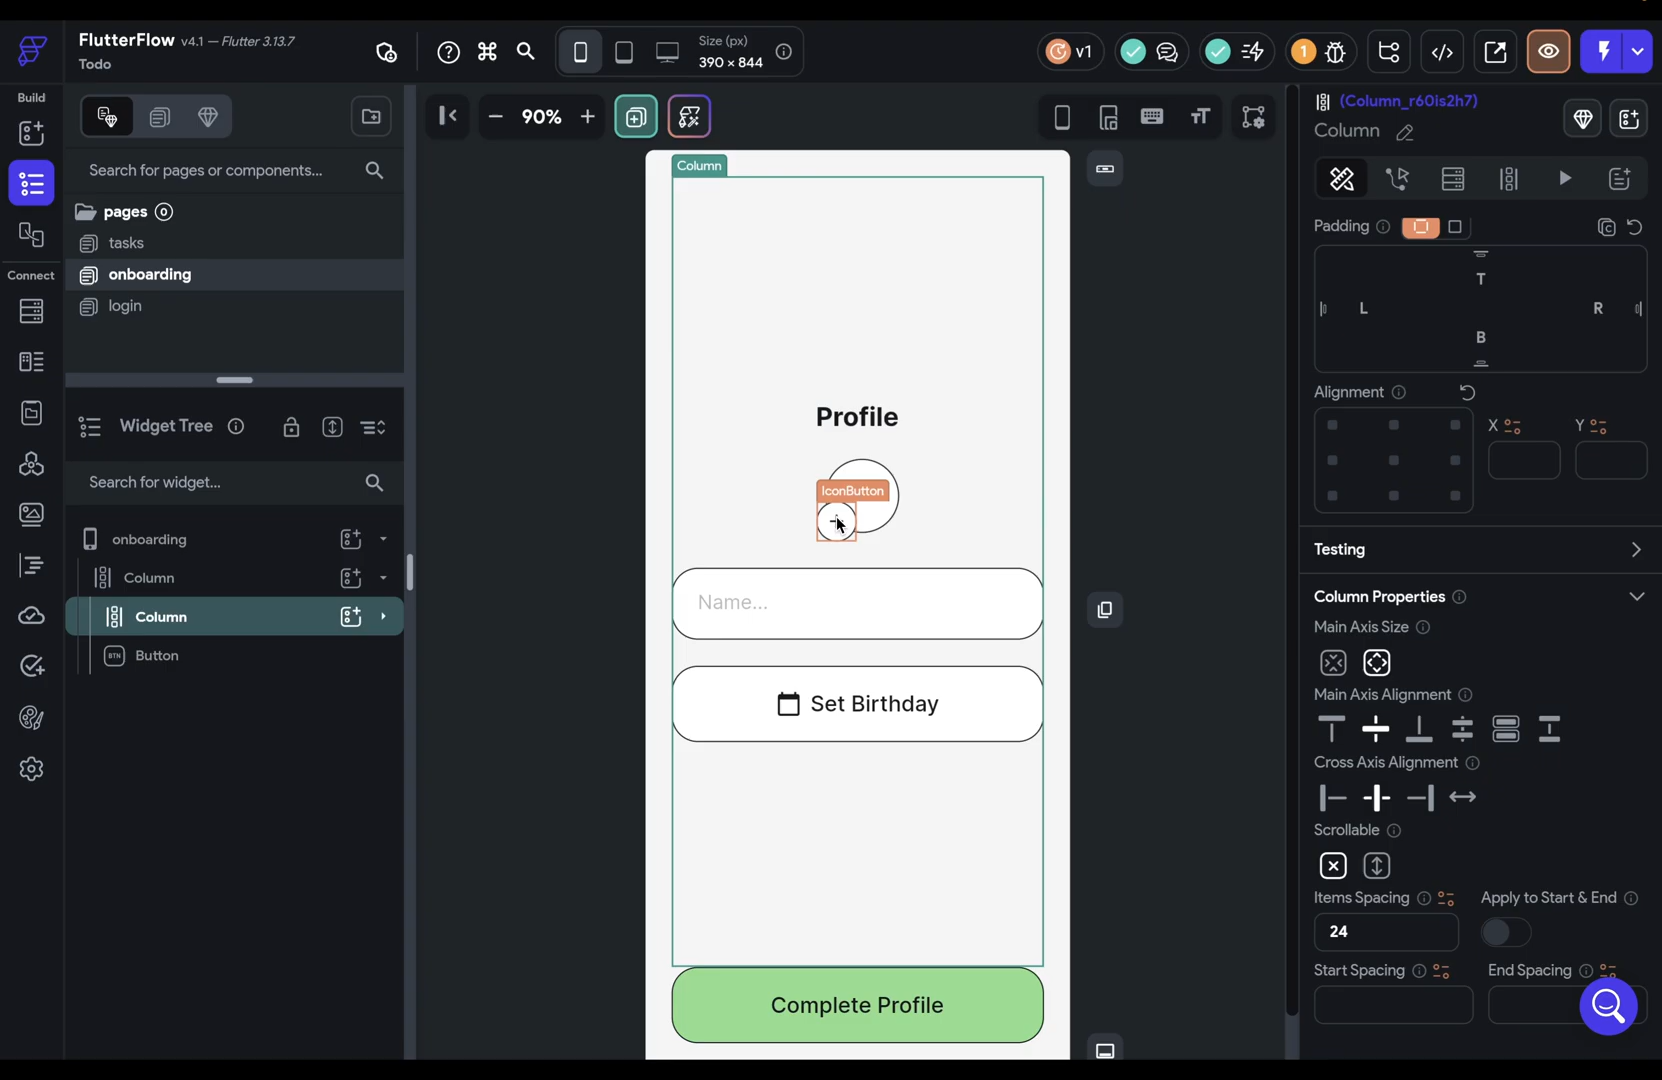 FlutterFlow v4.1 – Flutter 3.13.7
Todo
Size (px)
390 × 844
v1
1
Build
90%
(Column_r60is2h7)
Column
Search for pages or components...
pages 0
tasks
onboarding
login
Connect
Widget Tree
Search for widget...
onboarding
Column
Column
BTN Button
Column
Profile
IconButton
Name...
Set Birthday
Complete Profile
Padding
T
L R
B
Alignment
X Y
Testing
Column Properties
Main Axis Size
Main Axis Alignment
Cross Axis Alignment
Scrollable
Items Spacing Apply to Start & End
24
Start Spacing End Spacing